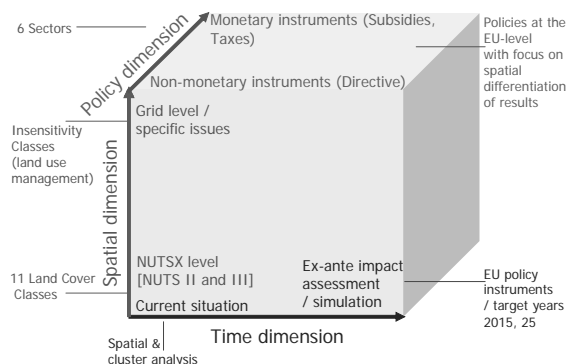 6 Sectors
Monetary instruments (Subsidies,
Taxes)
Policies at the
EU-level
with focus on
spatial
differentiation
of results
Policy dimension
Non-monetary instruments (Directive)
Grid level /
specific issues
Insensitivity
Classes
(land use
management)
Spatial dimension
NUTSX level
[NUTS II and III]
11 Land Cover
Classes
Current situation
Ex-ante impact
assessment
/ simulation
EU policy
instruments
/ target years
2015, 25
Time dimension
Spatial &
cluster analysis